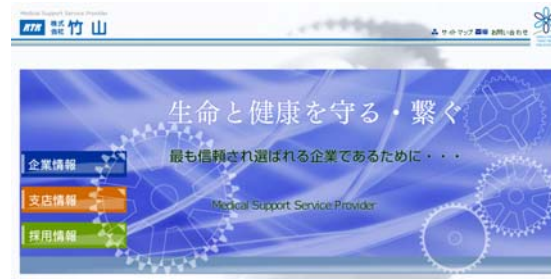 Medical Support Service Provider
KTK 株式会社 竹山
サイトマップ お問い合わせ
生命と健康を守る・繋ぐ
最も信頼され選ばれる企業であるために・・・
Medical Support Service Provider
企業情報
支店情報
採用情報